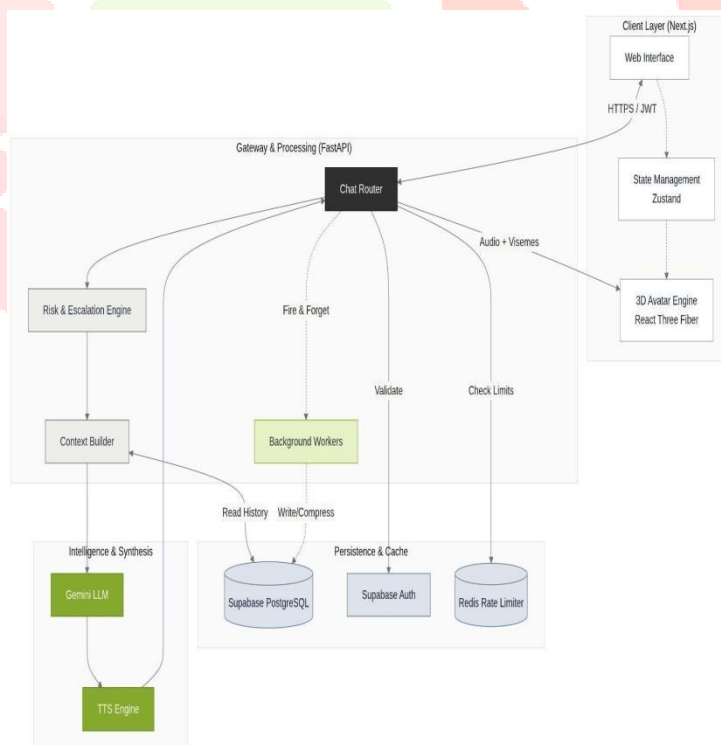 Client Layer (Next.js)
Web Interface
HTTPS / JWT
Gateway & Processing (FastAPI)
Chat Router
State Management
Zustand
Audio + Visemes
3D Avatar Engine
React Three Fiber
Risk & Escalation Engine
Fire & Forget
Validate
Check Limits
Context Builder
Background Workers
Read History
Write/Compress
Intelligence & Synthesis
Persistence & Cache
Gemini LLM
Supabase PostgreSQL
Supabase Auth
Redis Rate Limiter
TTS Engine